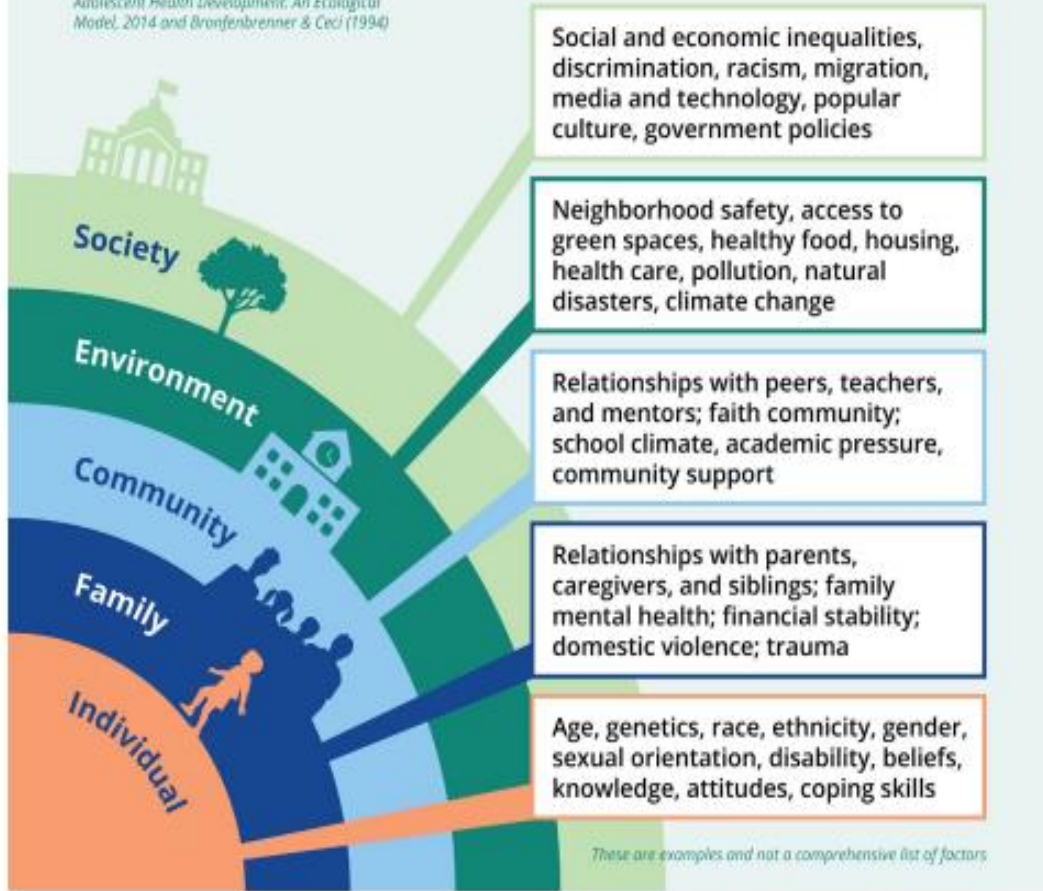 Adolescent Health Development: An Ecological
Model, 2014 and Bronfenbrenner & Ceci (1994)
Social and economic inequalities,
discrimination, racism, migration,
media and technology, popular
culture, government policies
Society
Neighborhood safety, access to
green spaces, healthy food, housing,
health care, pollution, natural
disasters, climate change
Environment
Relationships with peers, teachers,
and mentors; faith community;
school climate, academic pressure,
community support
Community
Relationships with parents,
caregivers, and siblings; family
mental health; financial stability;
domestic violence; trauma
Family
Age, genetics, race, ethnicity, gender,
sexual orientation, disability, beliefs,
knowledge, attitudes, coping skills
Individual
These are examples and not a comprehensive list of factors